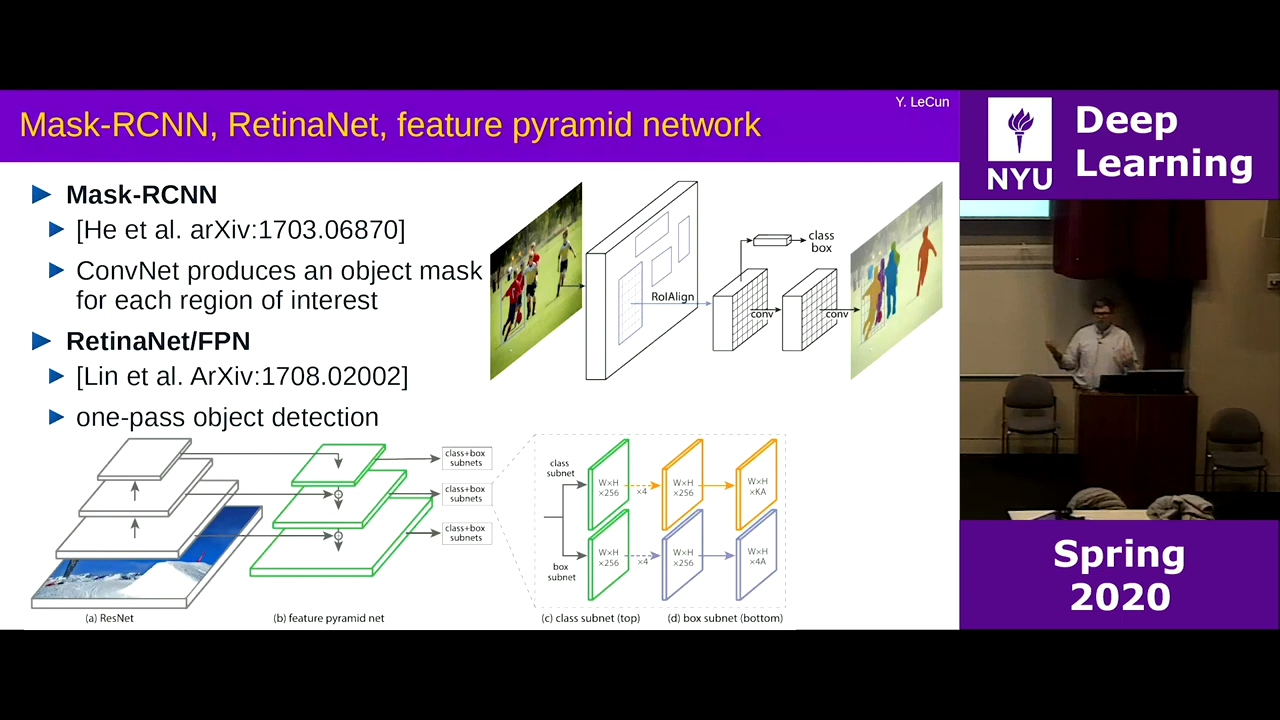 Y. LeCun
Mask-RCNN, RetinaNet, feature pyramid network
Mask-RCNN
[He et al. arXiv:1703.06870]
ConvNet produces an object mask
for each region of interest
RetinaNet/FPN
[Lin et al. ArXiv:1708.02002]
one-pass object detection
RoIAlign
class
box
conv
conv
class+box
subnets
class+box
subnets
class+box
subnets
class
subnet
box
subnet
W×H
×256
×4
W×H
×256
W×H
×KA
W×H
×256
×4
W×H
×256
W×H
×4A
(a) ResNet
(b) feature pyramid net
(c) class subnet (top)
(d) box subnet (bottom)
NYU
Deep
Learning
Spring
2020